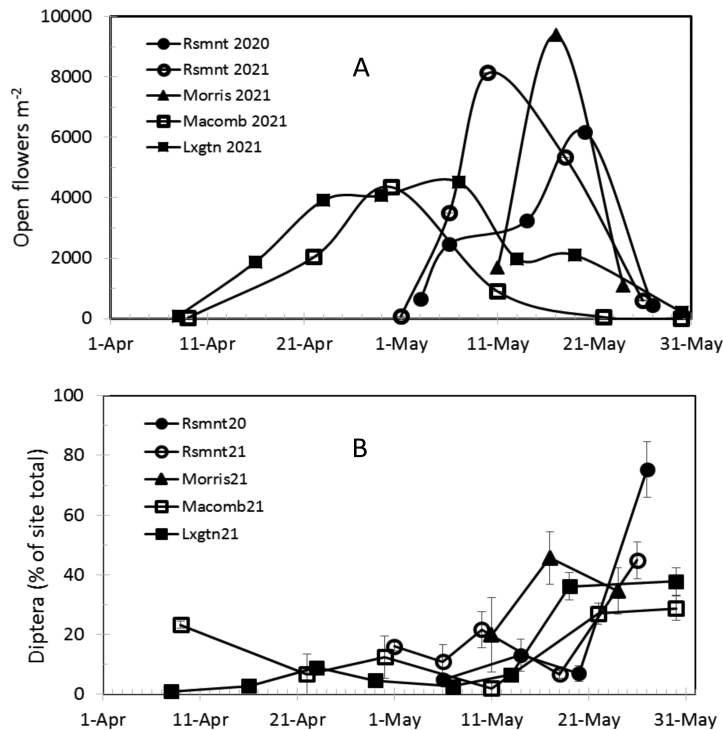 10000
8000
6000
4000
2000
0
Open flowers m⁻²
A
Rsmnt 2020
Rsmnt 2021
Morris 2021
Macomb 2021
Lxgtn 2021
1-Apr 11-Apr 21-Apr 1-May 11-May 21-May 31-May
100
80
60
40
20
0
Diptera (% of site total)
B
Rsmnt20
Rsmnt21
Morris21
Macomb21
Lxgtn21
1-Apr 11-Apr 21-Apr 1-May 11-May 21-May 31-May